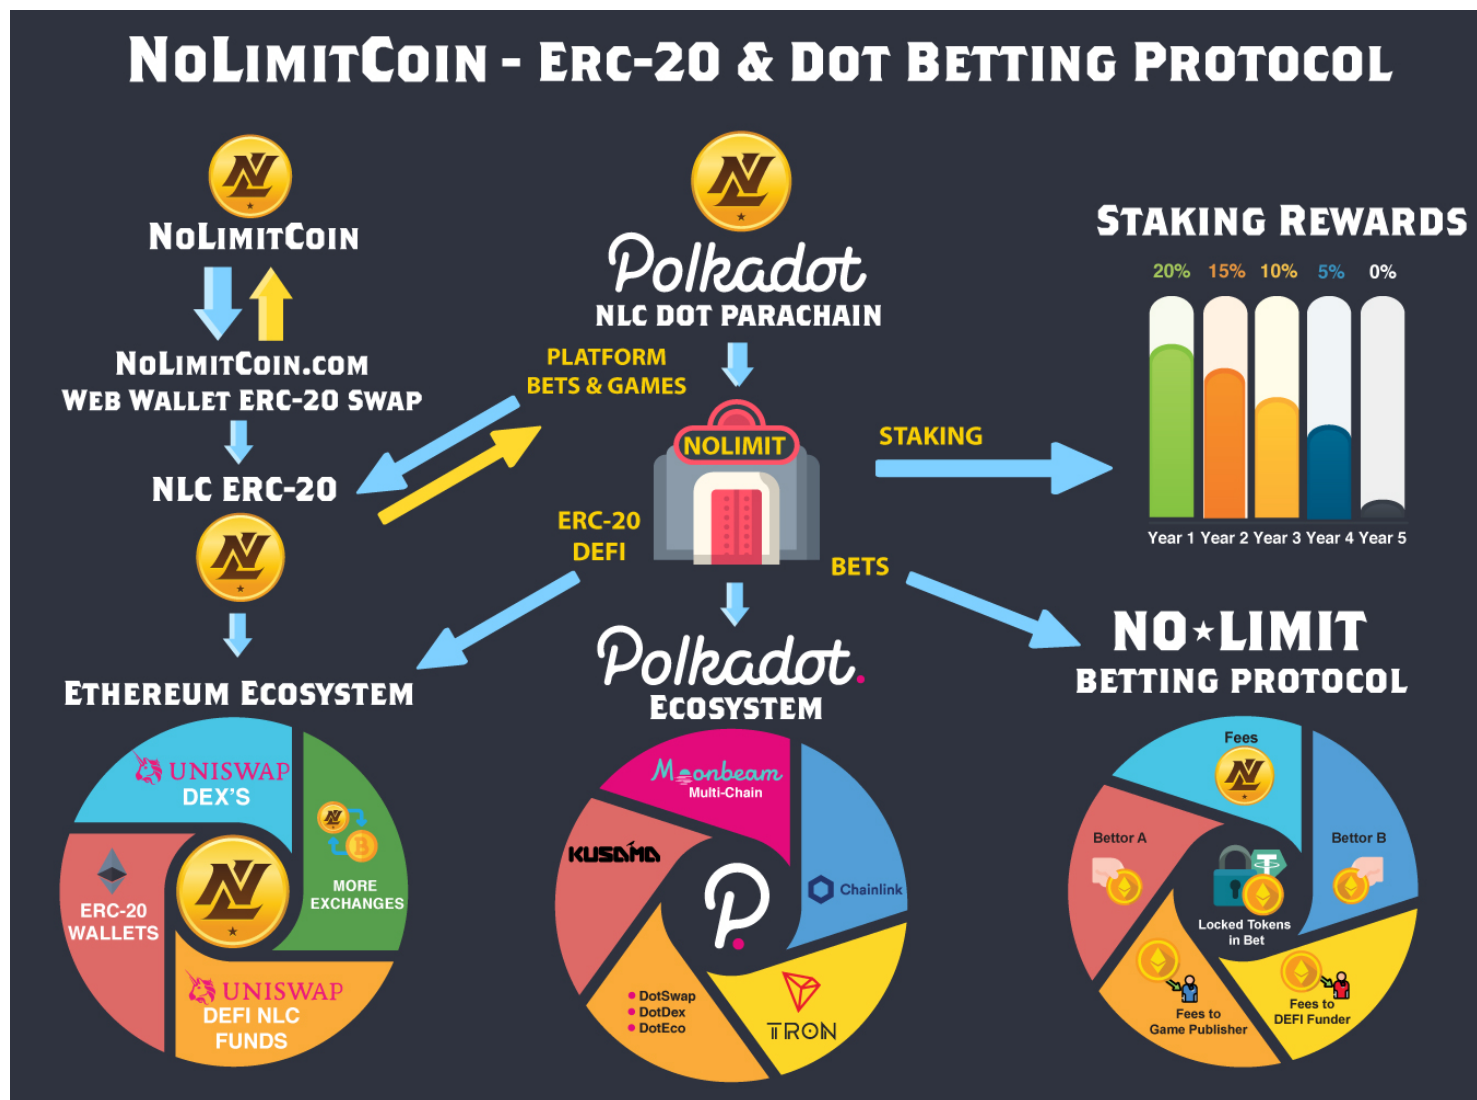 NoLimitCoin - Erc-20 & Dot Betting Protocol
NoLimitCoin
NoLimitCoin.com
Web Wallet ERC-20 Swap
NLC ERC-20
Ethereum Ecosystem
UNISWAP
DEX'S
MORE
EXCHANGES
ERC-20
WALLETS
UNISWAP
DEFI NLC
FUNDS
Polkadot
NLC DOT PARACHAIN
PLATFORM
BETS & GAMES
NOLIMIT
ERC-20
DEFI
STAKING
BETS
Polkadot.
Ecosystem
Moonbeam
Multi-Chain
KUSAMA
Chainlink
DotSwap
DotDex
DotEco
TRON
Staking Rewards
20% 15% 10% 5% 0%
Year 1 Year 2 Year 3 Year 4 Year 5
NO★LIMIT
BETTING PROTOCOL
Fees
Bettor A
Bettor B
Locked Tokens
in Bet
Fees to
Game Publisher
Fees to
DEFI Funder